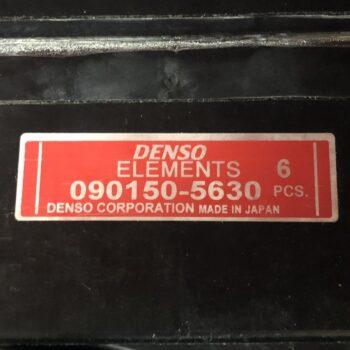 DENSO
ELEMENTS 6
090150-5630 PCS.
DENSO CORPORATION MADE IN JAPAN